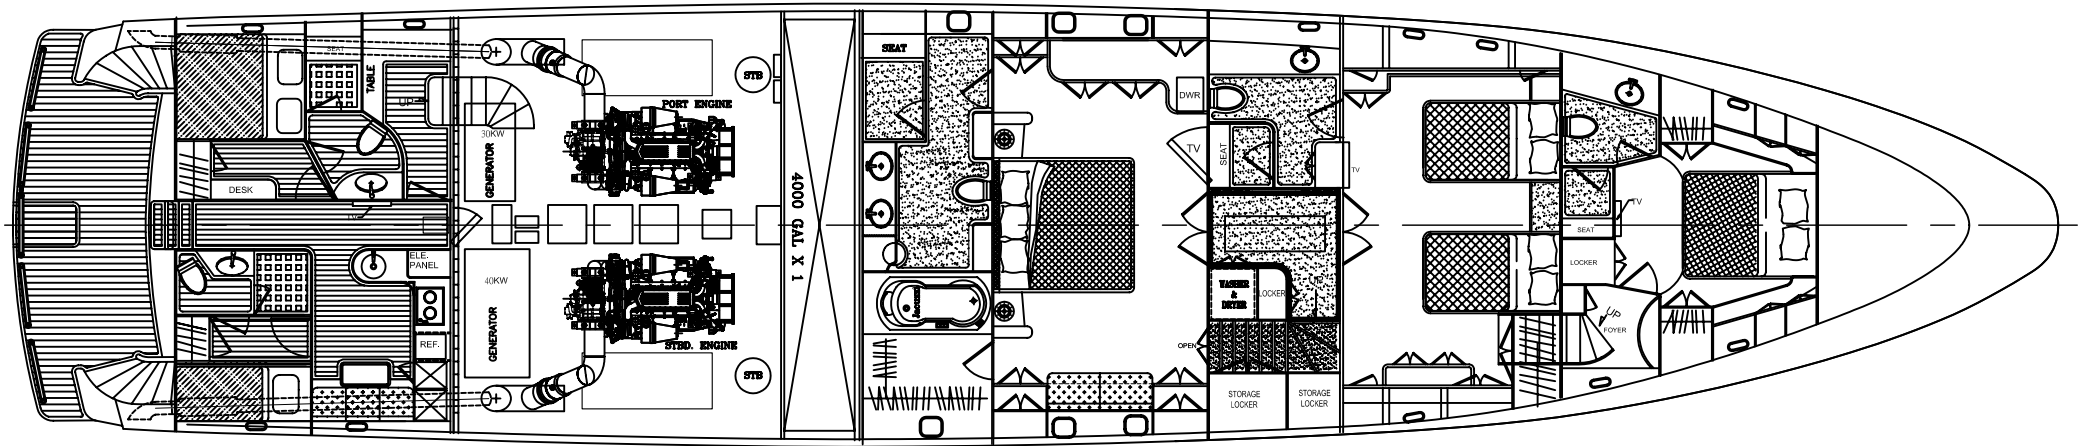 SEAT
TABLE
UP
DESK
TV
ELE.
PANEL
REF.
30KW
GENERATOR
40KW
GENERATOR
PORT ENGINE
STBD. ENGINE
STB
STB
4000 GAL X 1
SEAT
DWR
TV
SEAT
TV
WASHER
&
DRYER
LOCKER
OPEN
STORAGE
LOCKER
STORAGE
LOCKER
TV
SEAT
LOCKER
UP
FOYER